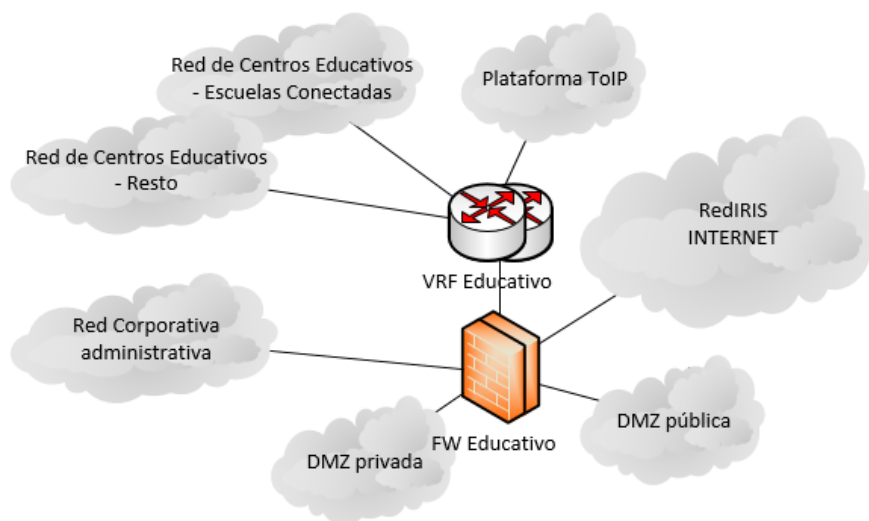 Red de Centros Educativos
- Escuelas Conectadas
Plataforma ToIP
Red de Centros Educativos
- Resto
RedIRIS
INTERNET
VRF Educativo
Red Corporativa
administrativa
DMZ pública
FW Educativo
DMZ privada